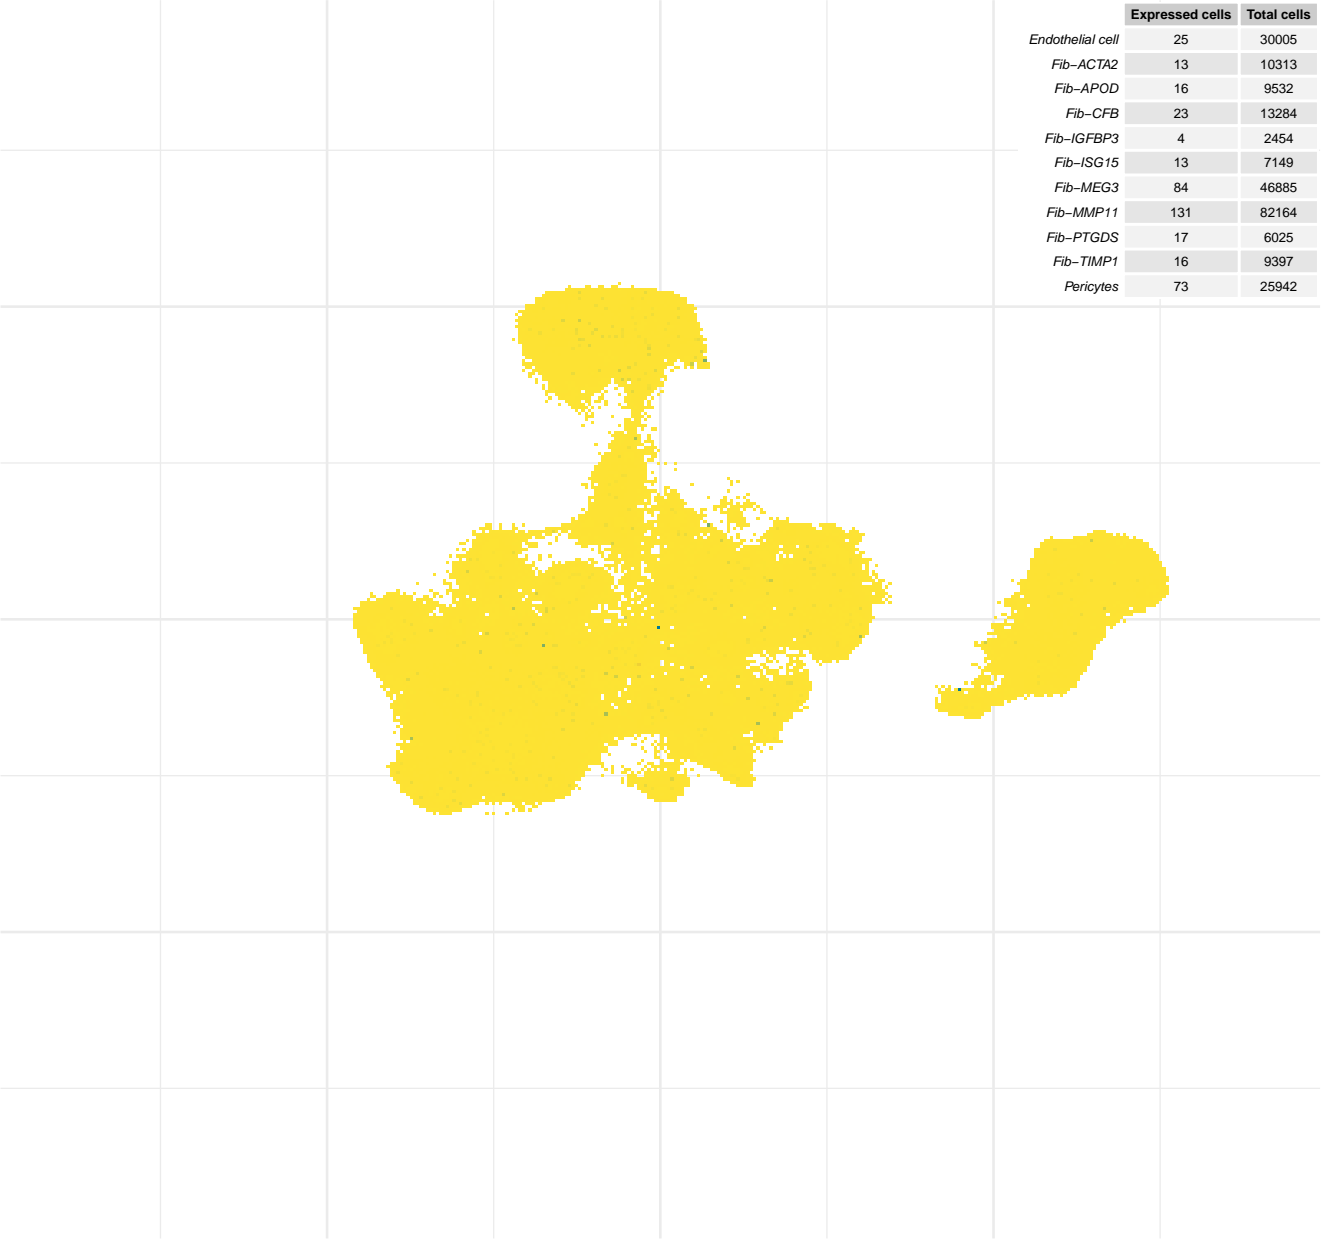 Expressed cells Total cells
Endothelial cell 25 30005
Fib−ACTA2 13 10313
Fib−APOD 16 9532
Fib−CFB 23 13284
Fib−IGFBP3 4 2454
Fib−ISG15 13 7149
Fib−MEG3 84 46885
Fib−MMP11 131 82164
Fib−PTGDS 17 6025
Fib−TIMP1 16 9397
Pericytes 73 25942